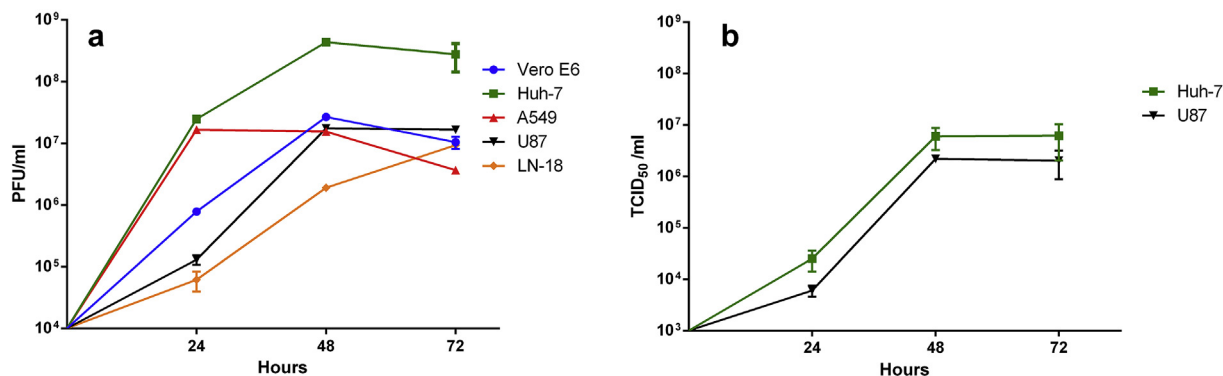 a
10⁹
10⁸
10⁷
10⁶
10⁵
10⁴
PFU/ml
24 48 72
Hours
Vero E6
Huh-7
A549
U87
LN-18
b
10⁹
10⁸
10⁷
10⁶
10⁵
10⁴
10³
TCID₅₀ /ml
24 48 72
Hours
Huh-7
U87